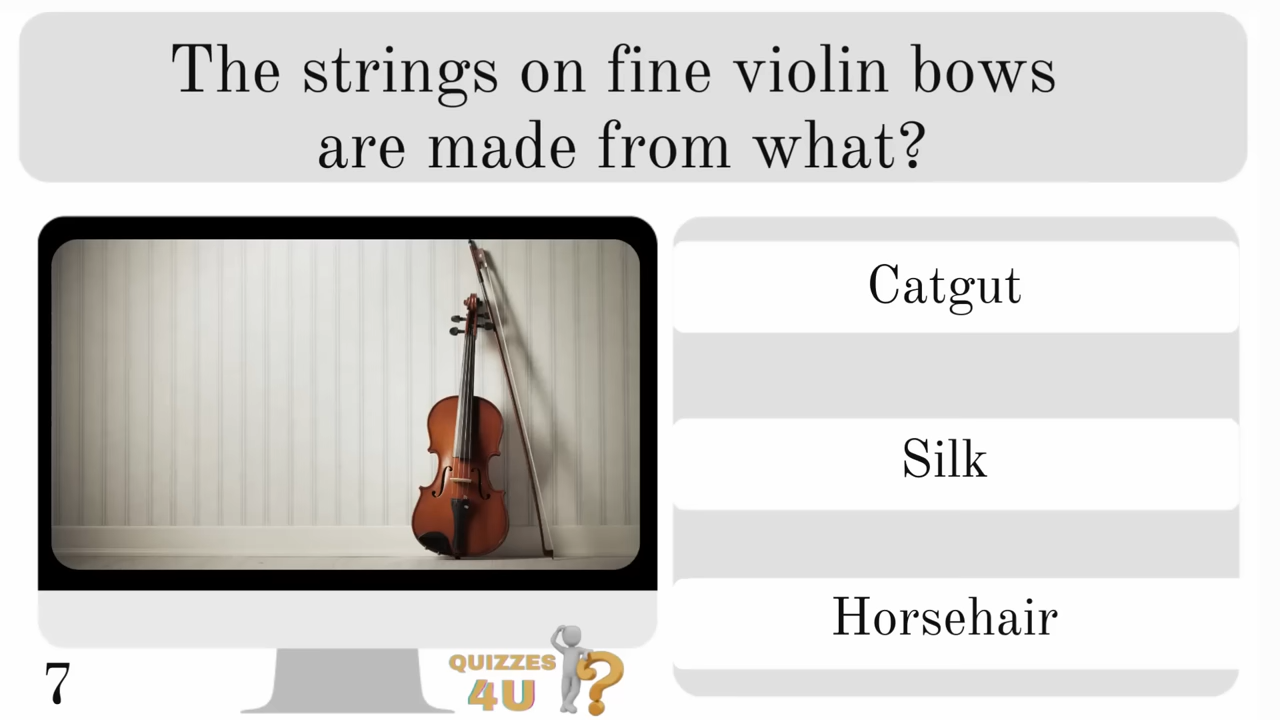 The strings on fine violin bows
are made from what?
Catgut
Silk
Horsehair
7
QUIZZES
4U
?